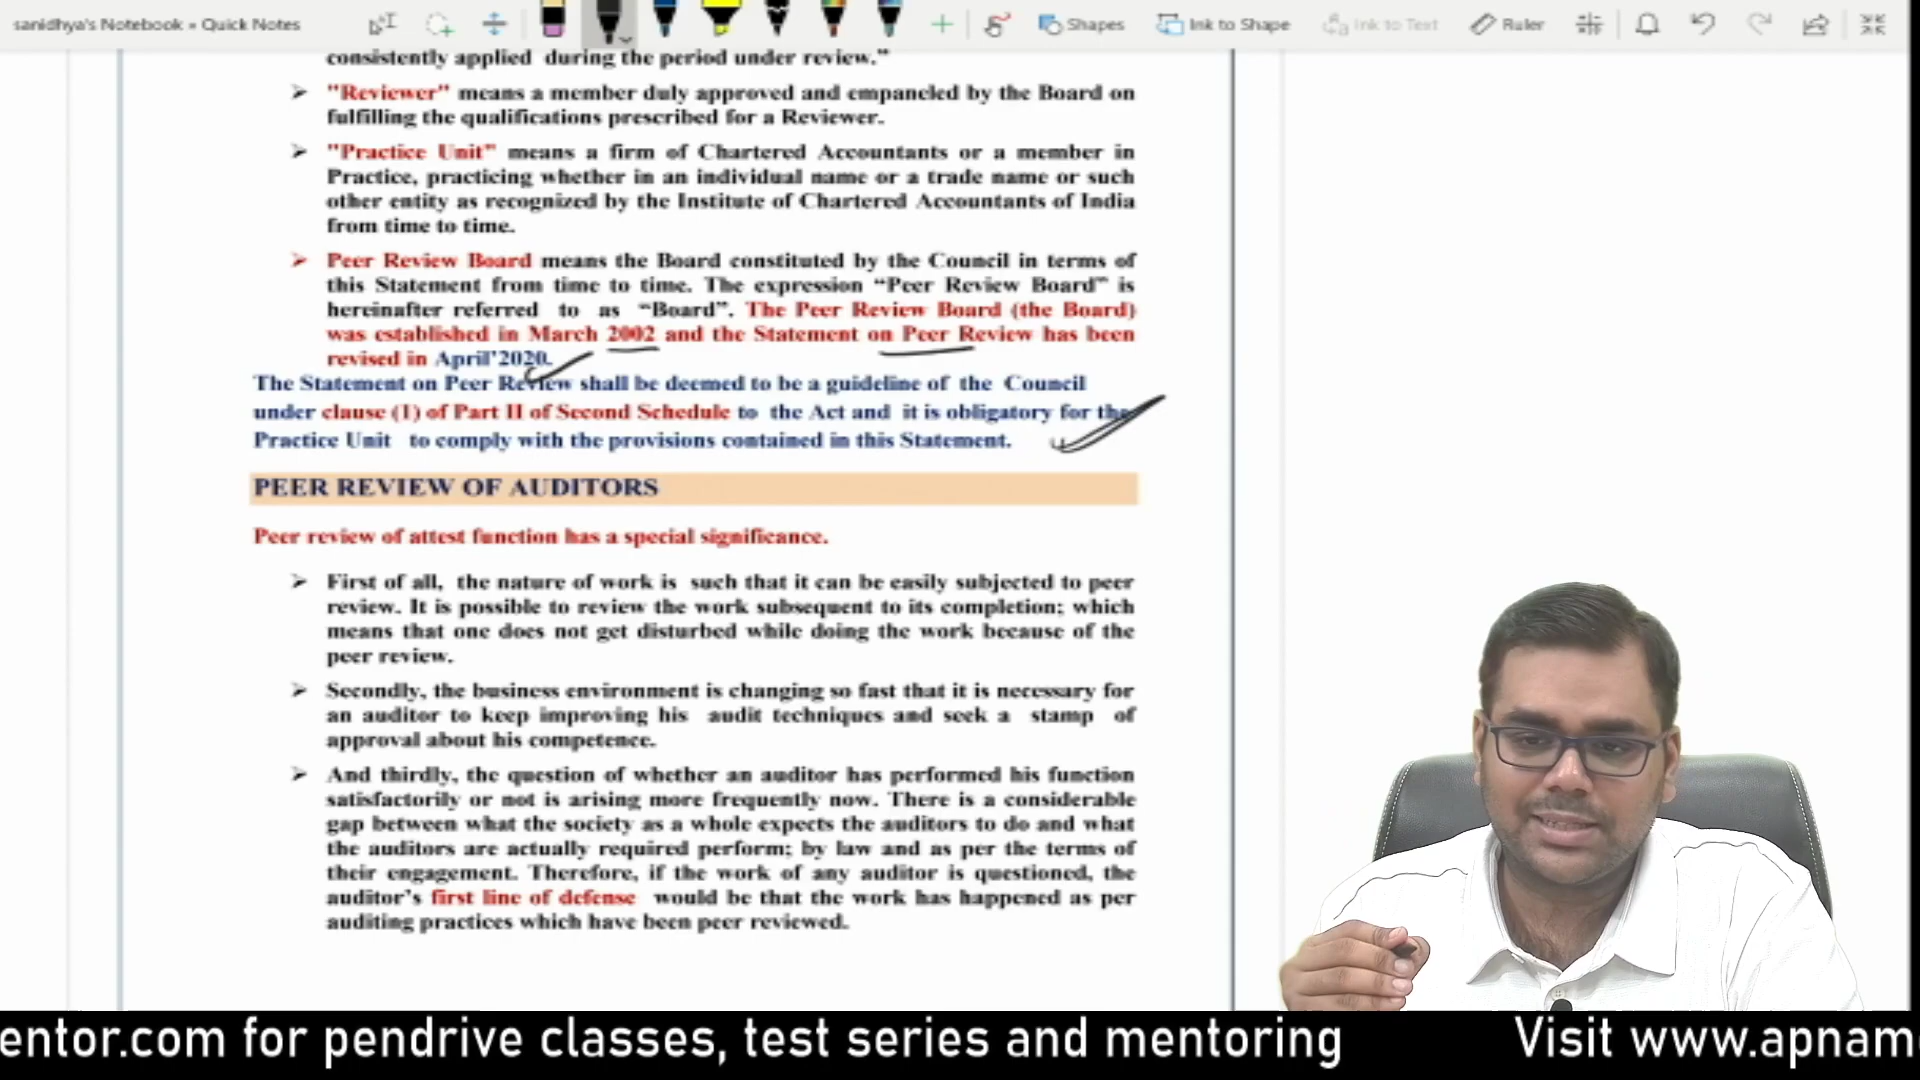 sanidhya's Notebook » Quick Notes
Shapes
Ink to Shape
Ink to Text
Ruler
consistently applied during the period under review."
➢ "Reviewer" means a member duly approved and empaneled by the Board on
fulfilling the qualifications prescribed for a Reviewer.
➢ "Practice Unit" means a firm of Chartered Accountants or a member in
Practice, practicing whether in an individual name or a trade name or such
other entity as recognized by the Institute of Chartered Accountants of India
from time to time.
➢ Peer Review Board means the Board constituted by the Council in terms of
this Statement from time to time. The expression “Peer Review Board” is
hereinafter referred to as “Board”. The Peer Review Board (the Board)
was established in March 2002 and the Statement on Peer Review has been
revised in April'2020.
The Statement on Peer Review shall be deemed to be a guideline of the Council
under clause (1) of Part II of Second Schedule to the Act and it is obligatory for the
Practice Unit to comply with the provisions contained in this Statement.
PEER REVIEW OF AUDITORS
Peer review of attest function has a special significance.
➢ First of all, the nature of work is such that it can be easily subjected to peer
review. It is possible to review the work subsequent to its completion; which
means that one does not get disturbed while doing the work because of the
peer review.
➢ Secondly, the business environment is changing so fast that it is necessary for
an auditor to keep improving his audit techniques and seek a stamp of
approval about his competence.
➢ And thirdly, the question of whether an auditor has performed his function
satisfactorily or not is arising more frequently now. There is a considerable
gap between what the society as a whole expects the auditors to do and what
the auditors are actually required perform; by law and as per the terms of
their engagement. Therefore, if the work of any auditor is questioned, the
auditor's first line of defense would be that the work has happened as per
auditing practices which have been peer reviewed.
entor.com for pendrive classes, test series and mentoring Visit www.apnam